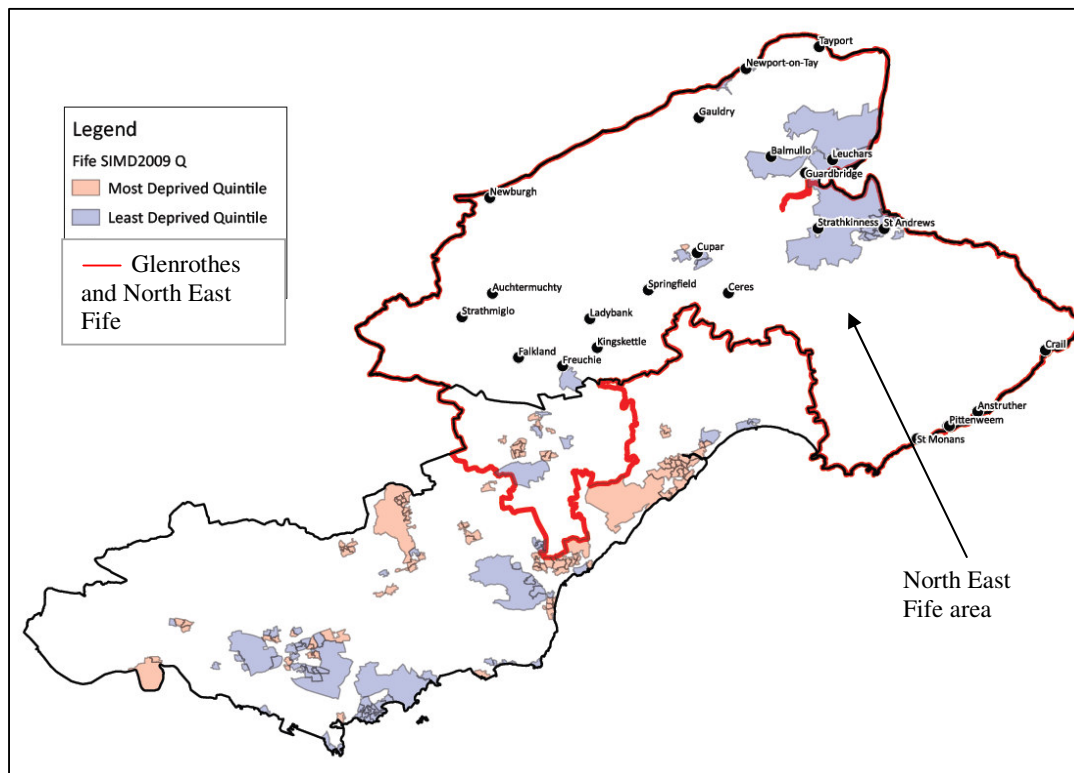 Legend
Fife SIMD2009 Q
Most Deprived Quintile
Least Deprived Quintile
Glenrothes
and North East
Fife
Tayport
Newport-on-Tay
Gauldry
Balmullo
Leuchars
Guardbridge
Newburgh
Strathkinness
St Andrews
Cupar
Springfield
Ceres
Auchtermuchty
Strathmiglo
Ladybank
Kingskettle
Falkland
Freuchie
Crail
Anstruther
Pittenweem
St Monans
North East
Fife area